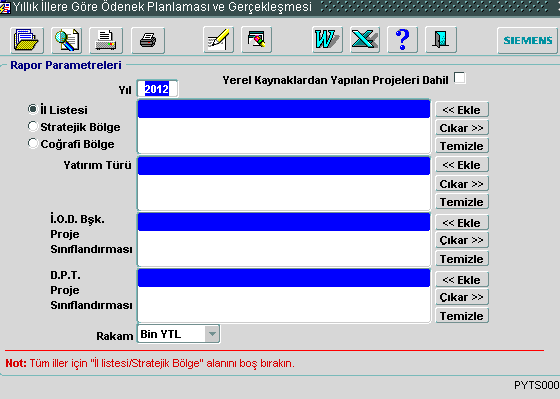 Yıllık İllere Göre Ödenek Planlaması ve Gerçekleşmesi
W X ? SIEMENS
Rapor Parametreleri
Yıl 2012 Yerel Kaynaklardan Yapılan Projeleri Dahil
İl Listesi << Ekle
Stratejik Bölge Cıkar >>
Coğrafi Bölge Temizle
Yatırım Türü << Ekle
Cıkar >>
Temizle
İ.O.D. Bşk. << Ekle
Proje Çıkar >>
Sınıflandırması Temizle
D.P.T. << Ekle
Proje Çıkar >>
Sınıflandırması Temizle
Rakam Bin YTL
Not: Tüm iller için "İl listesi/Stratejik Bölge" alanını boş bırakın.
PYTS000